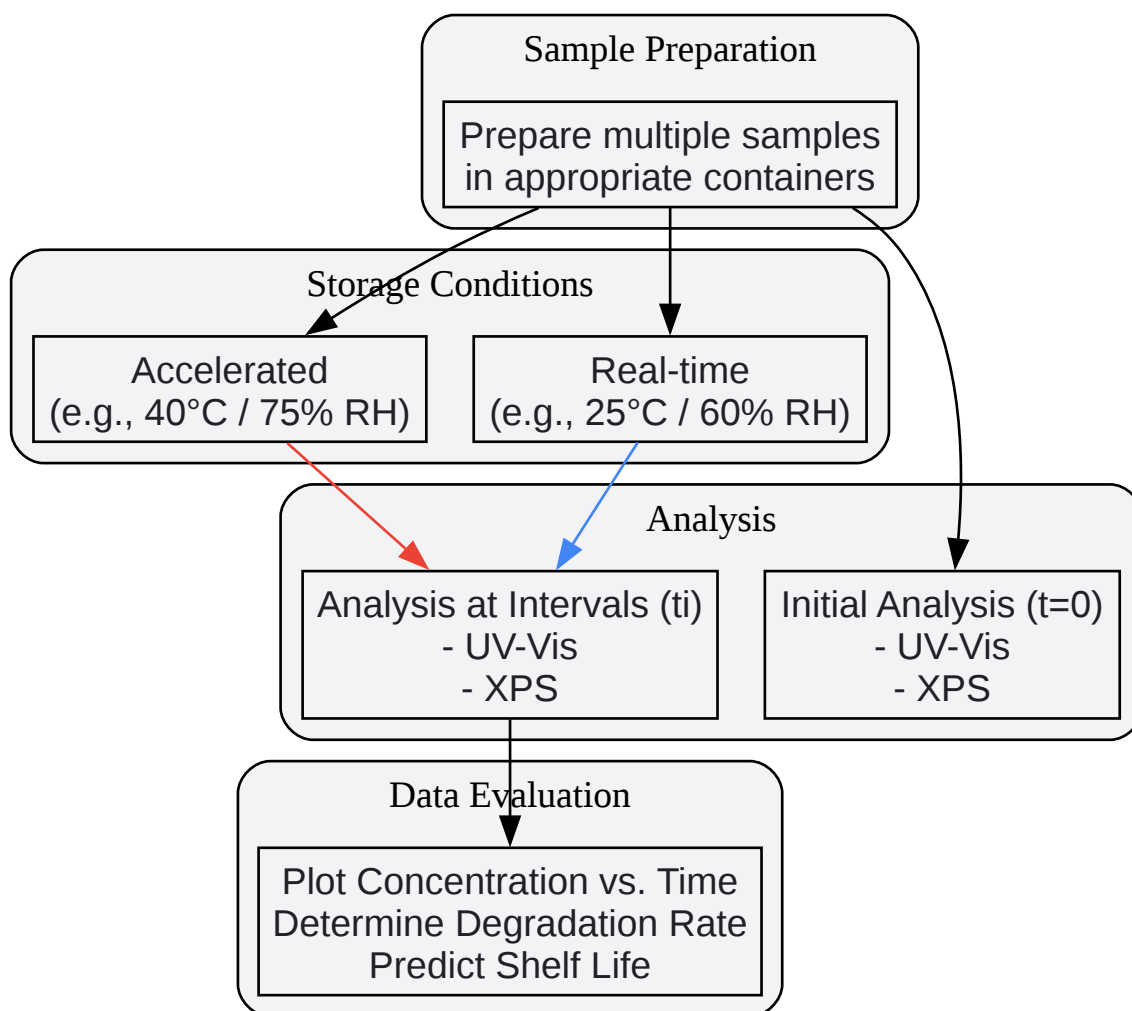 Sample Preparation
Prepare multiple samples
in appropriate containers
Storage Conditions
Accelerated
(e.g., 40°C / 75% RH)
Real-time
(e.g., 25°C / 60% RH)
Analysis
Analysis at Intervals (ti)
- UV-Vis
- XPS
Initial Analysis (t=0)
- UV-Vis
- XPS
Data Evaluation
Plot Concentration vs. Time
Determine Degradation Rate
Predict Shelf Life